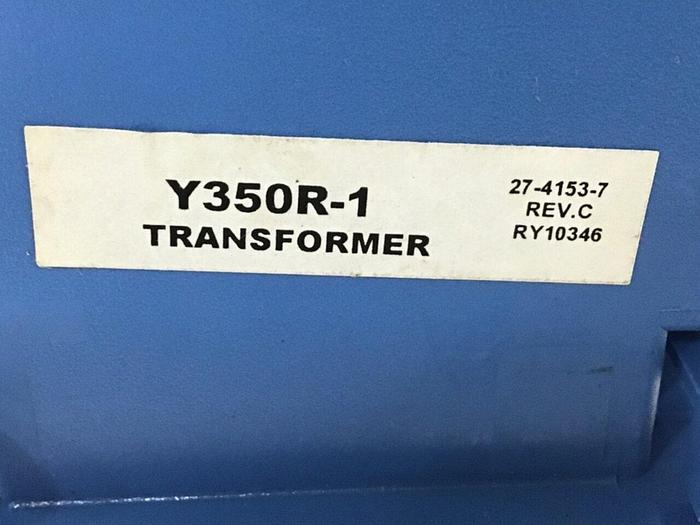 Y350R-1
TRANSFORMER
27-4153-7
REV.C
RY10346